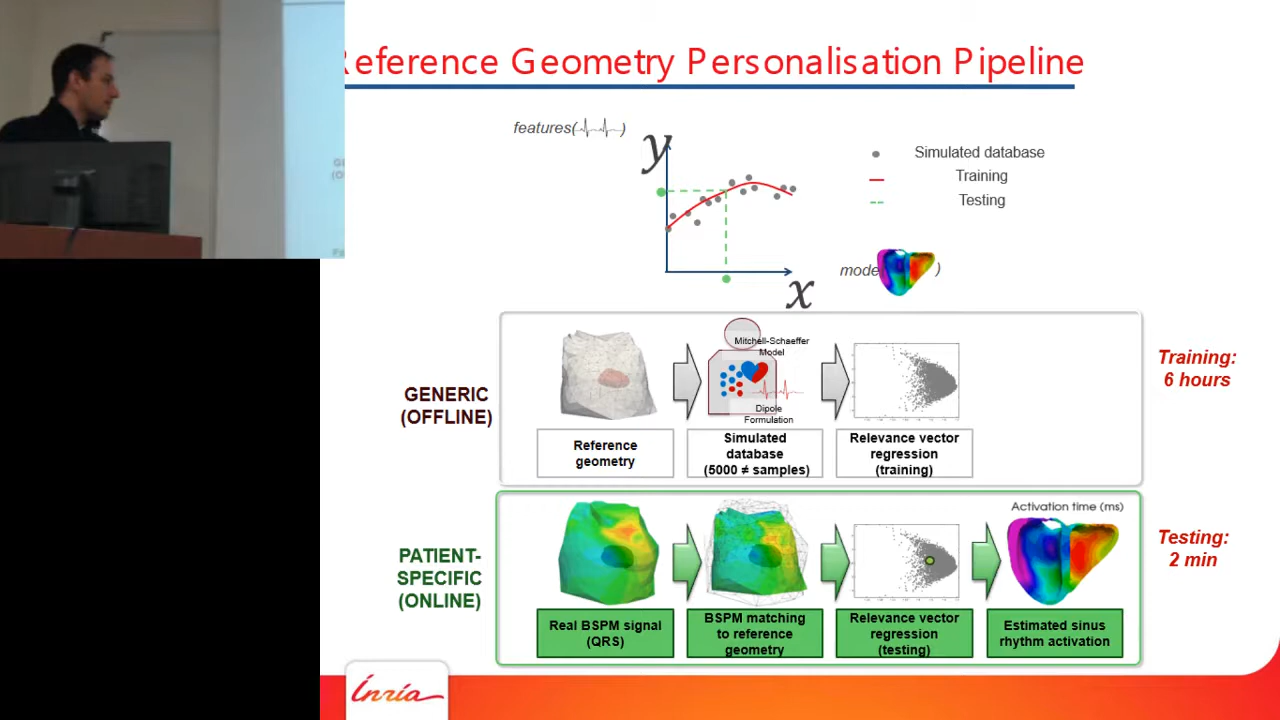 Reference Geometry Personalisation Pipeline
features( )
y
Simulated database
Training
Testing
x
mode )
GENERIC
(OFFLINE)
Mitchell-Schaeffer
Model
Dipole
Formulation
Reference
geometry
Simulated
database
(5000 ≠ samples)
Relevance vector
regression
(training)
Training:
6 hours
PATIENT-
SPECIFIC
(ONLINE)
Activation time (ms)
Real BSPM signal
(QRS)
BSPM matching
to reference
geometry
Relevance vector
regression
(testing)
Estimated sinus
rhythm activation
Testing:
2 min
Inria